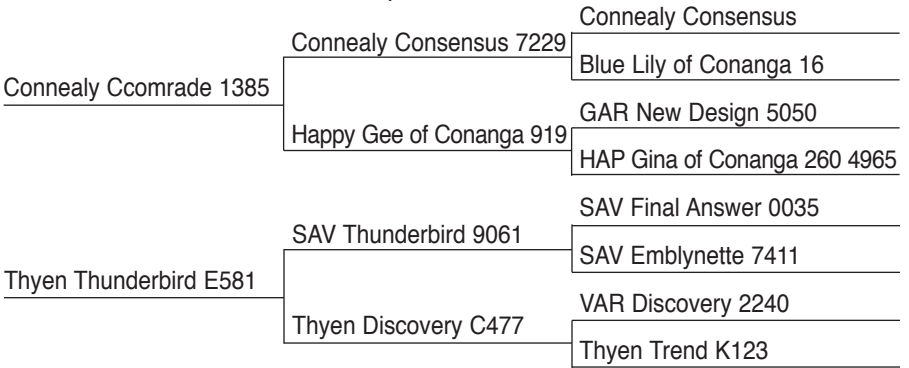 Connealy Consensus
Connealy Consensus 7229
Blue Lily of Conanga 16
Connealy Ccomrade 1385
GAR New Design 5050
Happy Gee of Conanga 919
HAP Gina of Conanga 260 4965
SAV Final Answer 0035
SAV Thunderbird 9061
SAV Emblynette 7411
Thyen Thunderbird E581
VAR Discovery 2240
Thyen Discovery C477
Thyen Trend K123